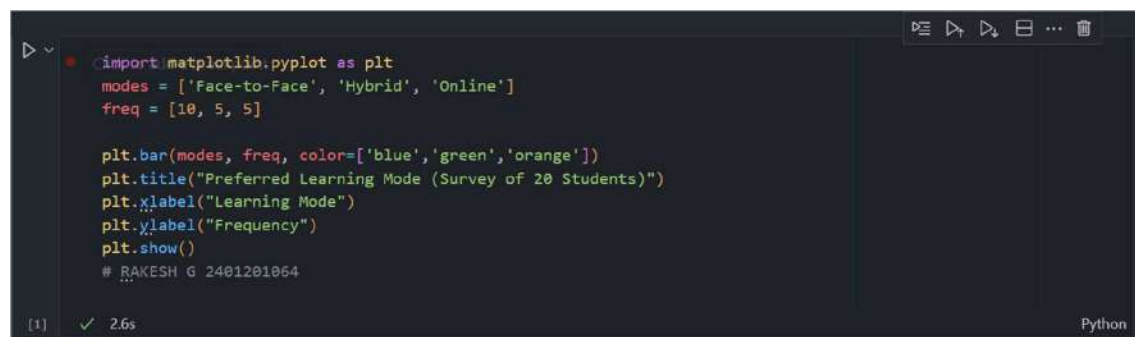 import matplotlib.pyplot as plt
modes = ['Face-to-Face', 'Hybrid', 'Online']
freq = [10, 5, 5]
plt.bar(modes, freq, color=['blue','green','orange'])
plt.title("Preferred Learning Mode (Survey of 20 Students)")
plt.xlabel("Learning Mode")
plt.ylabel("Frequency")
plt.show()
# RAKESH G 2401201064
[1] 2.6s Python